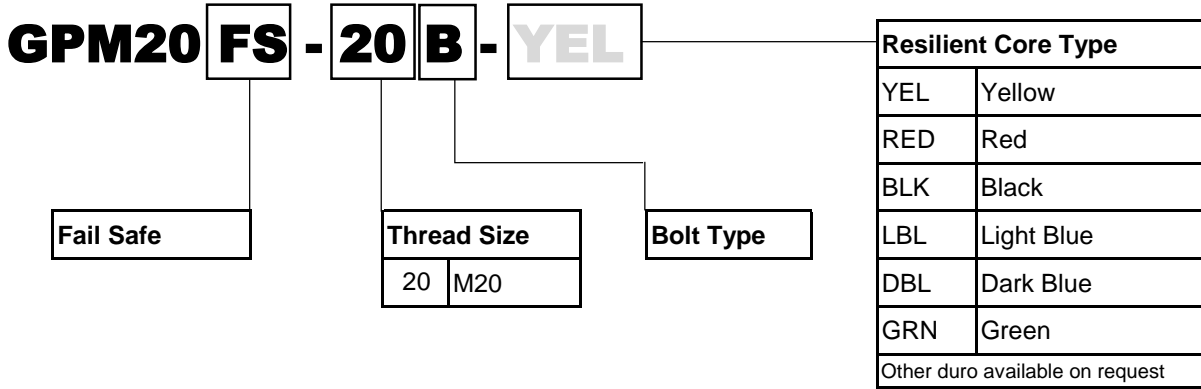 GPM20 FS - 20 B - YEL
Fail Safe
Thread Size
20 M20
Bolt Type
Resilient Core Type
YEL Yellow
RED Red
BLK Black
LBL Light Blue
DBL Dark Blue
GRN Green
Other duro available on request